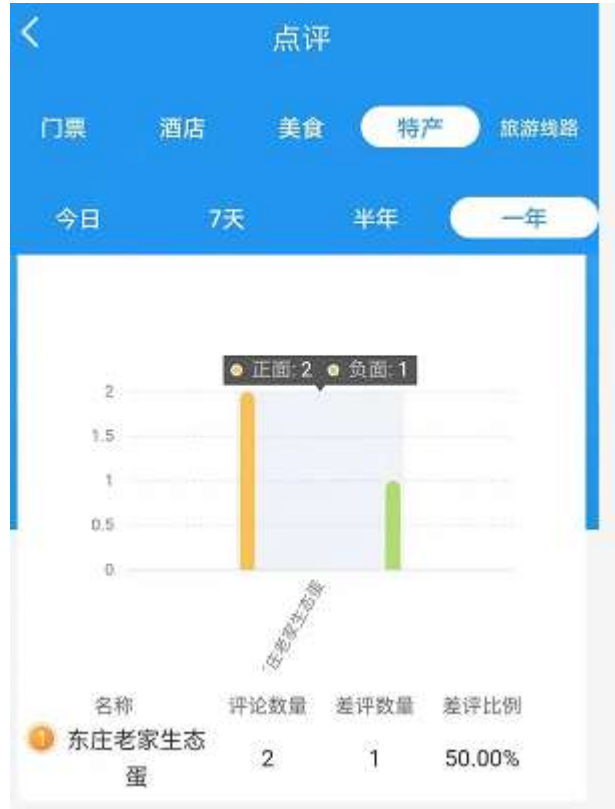 点评
门票 酒店 美食 特产 旅游线路
今日 7天 半年 一年
正面: 2 负面: 1
2
1.5
1
0.5
0
庄老家生态蛋
名称 评论数量 差评数量 差评比例
1 东庄老家生态 2 1 50.00%
蛋